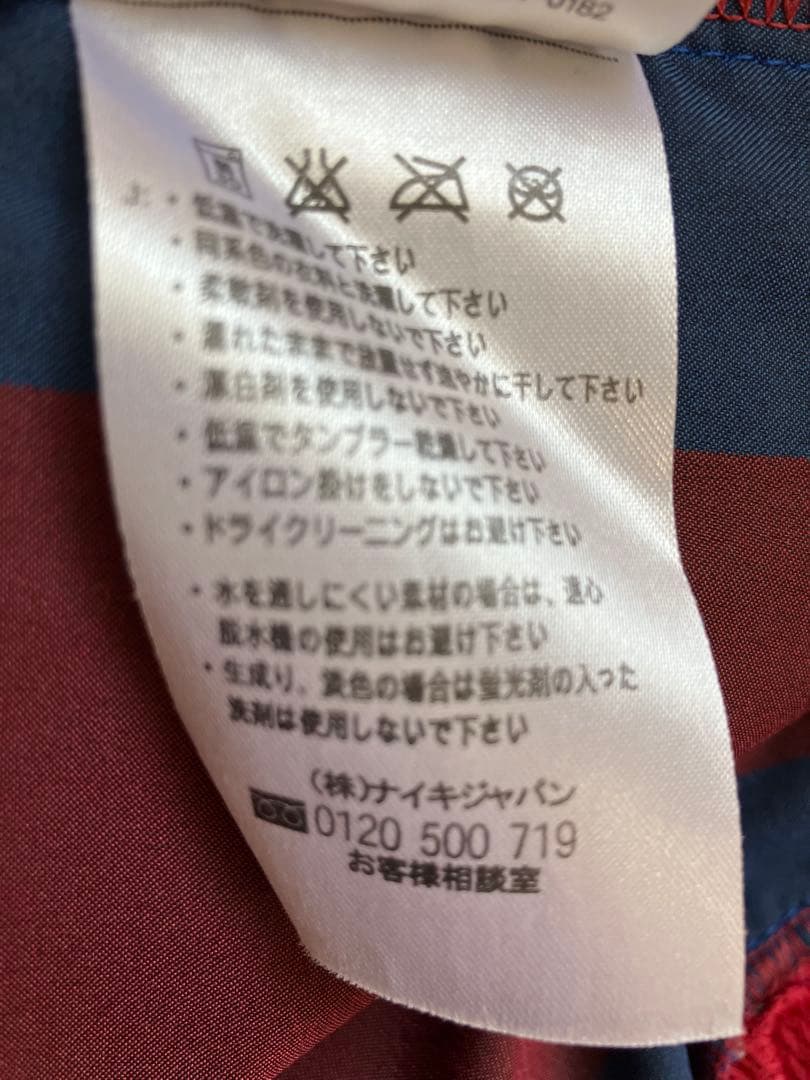 0182
・低温で洗濯して下さい
・同系色の衣料と洗濯して下さい
・柔軟剤を使用しないで下さい
・濡れたままで放置せず速やかに干して下さい
・漂白剤を使用しないで下さい
・低温でタンブラー乾燥して下さい
・アイロン掛けをしないで下さい
・ドライクリーニングはお避け下さい
・水を通しにくい素材の場合は、遠心
脱水機の使用はお避け下さい
・生成り、淡色の場合は蛍光剤の入った
洗剤は使用しないで下さい
(株)ナイキジャパン
0120 500 719
お客様相談室